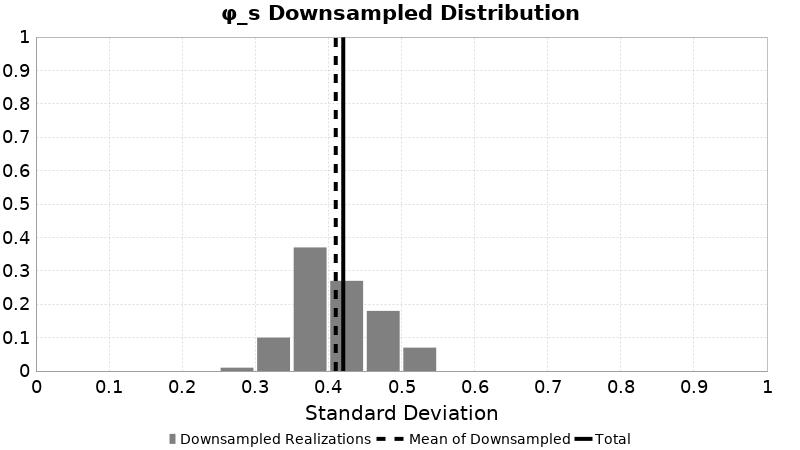 φ_s Downsampled Distribution
1
0.9
0.8
0.7
0.6
0.5
0.4
0.3
0.2
0.1
0
0 0.1 0.2 0.3 0.4 0.5 0.6 0.7 0.8 0.9 1
Standard Deviation
Downsampled Realizations Mean of Downsampled Total